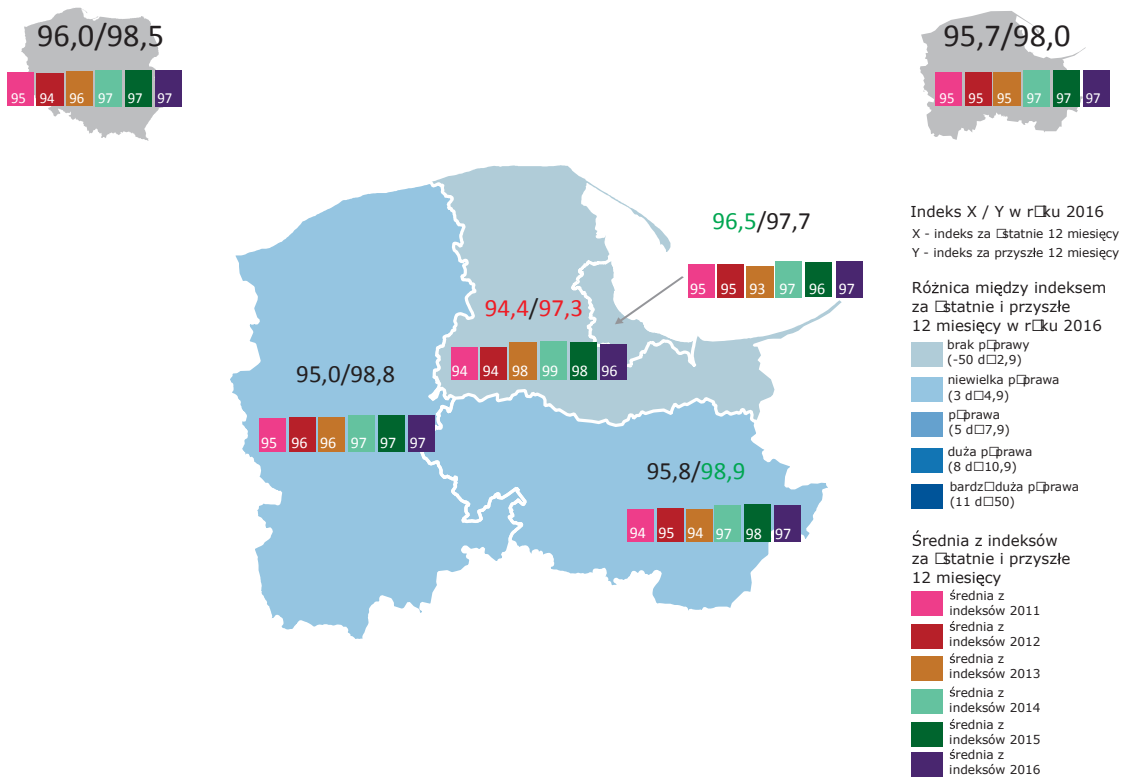 96,0/98,5
95 94 96 97 97 97
95,7/98,0
95 95 95 97 97 97
96,5/97,7
95 95 93 97 96 97
94,4/97,3
94 94 98 99 98 96
95,0/98,8
95 96 96 97 97 97
95,8/98,9
94 95 94 97 98 97
Indeks X / Y w r□ku 2016
X - indeks za □statnie 12 miesięcy
Y - indeks za przyszłe 12 miesięcy
Różnica między indeksem
za □statnie i przyszłe
12 miesięcy w r□ku 2016
brak p□prawy
(-50 d□2,9)
niewielka p□prawa
(3 d□4,9)
p□prawa
(5 d□7,9)
duża p□prawa
(8 d□10,9)
bardz□duża p□prawa
(11 d□50)
Średnia z indeksów
za □statnie i przyszłe
12 miesięcy
średnia z
indeksów 2011
średnia z
indeksów 2012
średnia z
indeksów 2013
średnia z
indeksów 2014
średnia z
indeksów 2015
średnia z
indeksów 2016